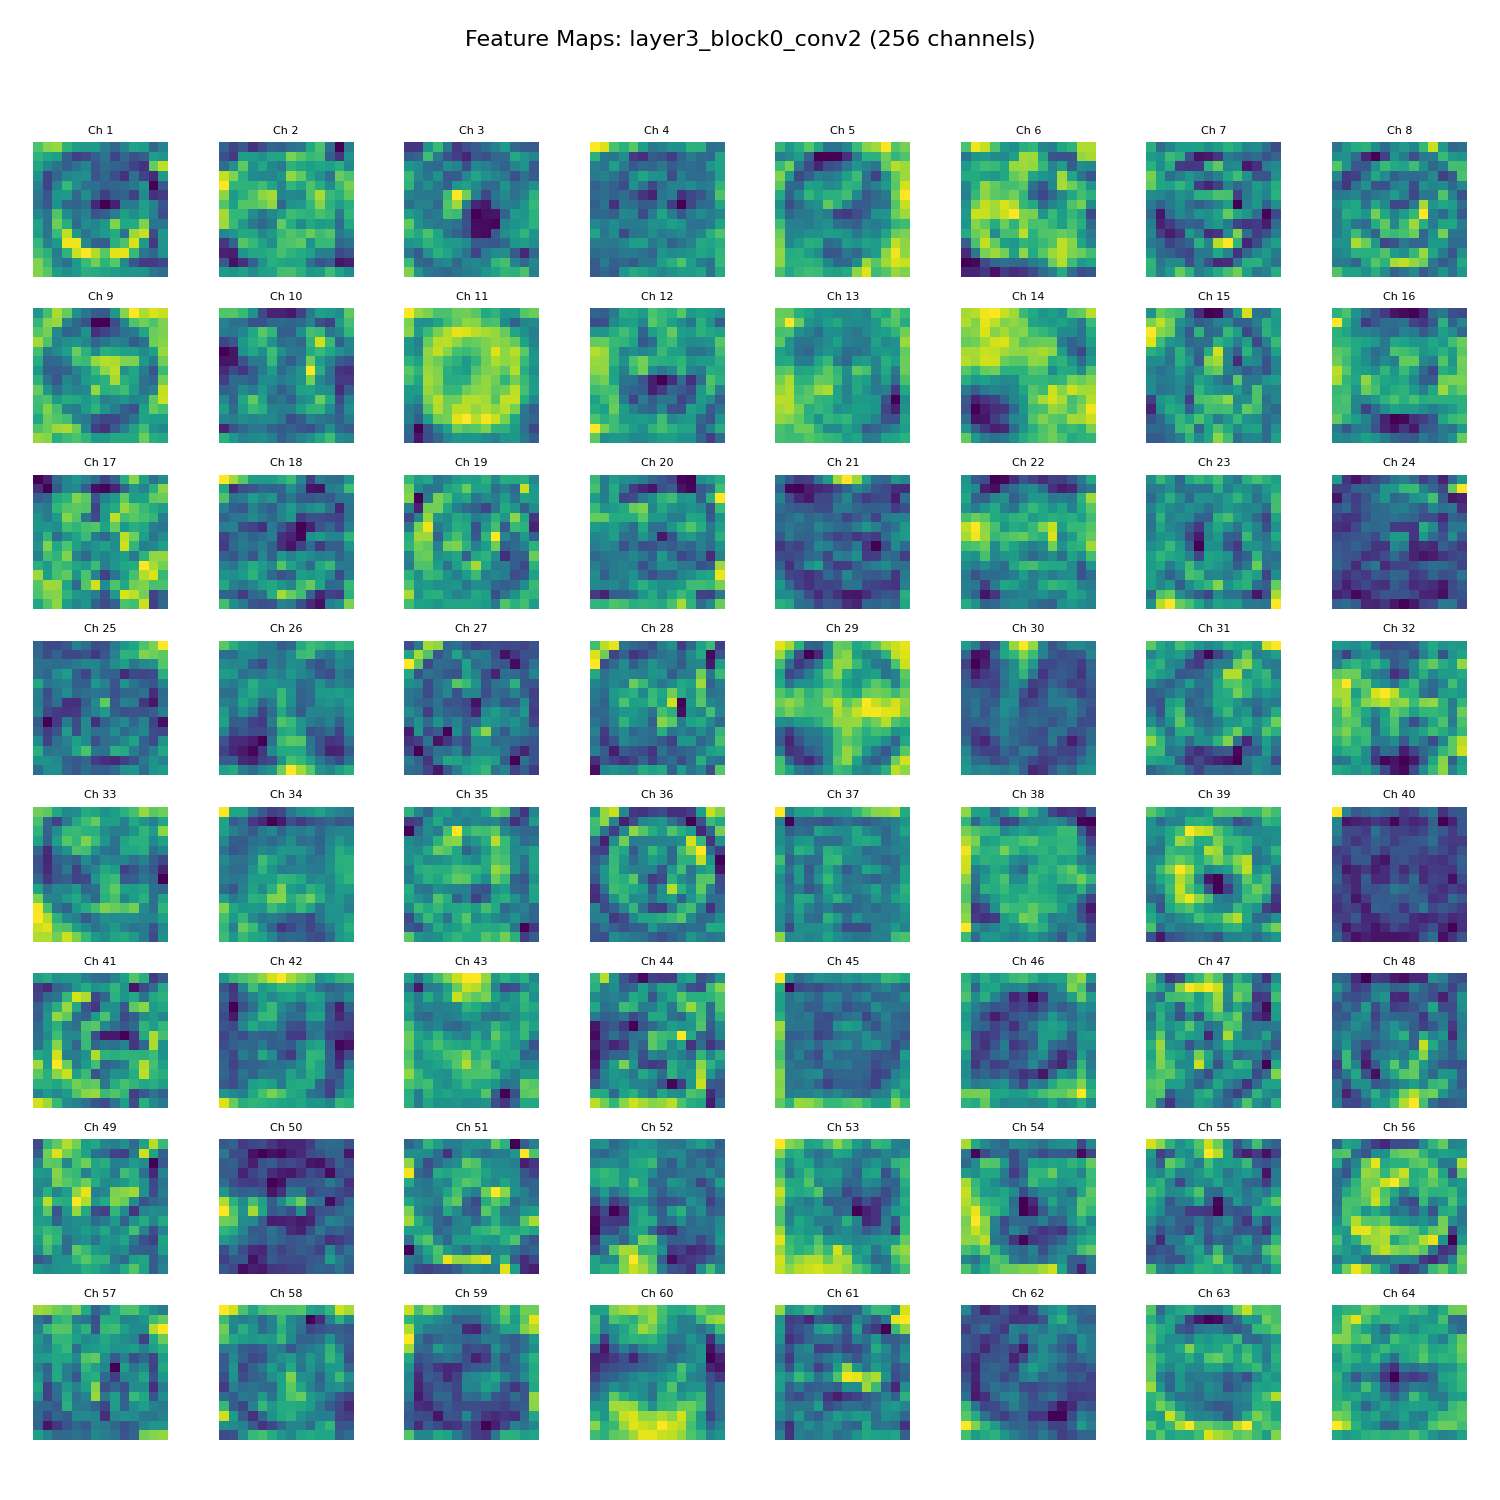 Feature Maps: layer3_block0_conv2 (256 channels)
Ch 1 Ch 2 Ch 3 Ch 4 Ch 5 Ch 6 Ch 7 Ch 8
Ch 9 Ch 10 Ch 11 Ch 12 Ch 13 Ch 14 Ch 15 Ch 16
Ch 17 Ch 18 Ch 19 Ch 20 Ch 21 Ch 22 Ch 23 Ch 24
Ch 25 Ch 26 Ch 27 Ch 28 Ch 29 Ch 30 Ch 31 Ch 32
Ch 33 Ch 34 Ch 35 Ch 36 Ch 37 Ch 38 Ch 39 Ch 40
Ch 41 Ch 42 Ch 43 Ch 44 Ch 45 Ch 46 Ch 47 Ch 48
Ch 49 Ch 50 Ch 51 Ch 52 Ch 53 Ch 54 Ch 55 Ch 56
Ch 57 Ch 58 Ch 59 Ch 60 Ch 61 Ch 62 Ch 63 Ch 64